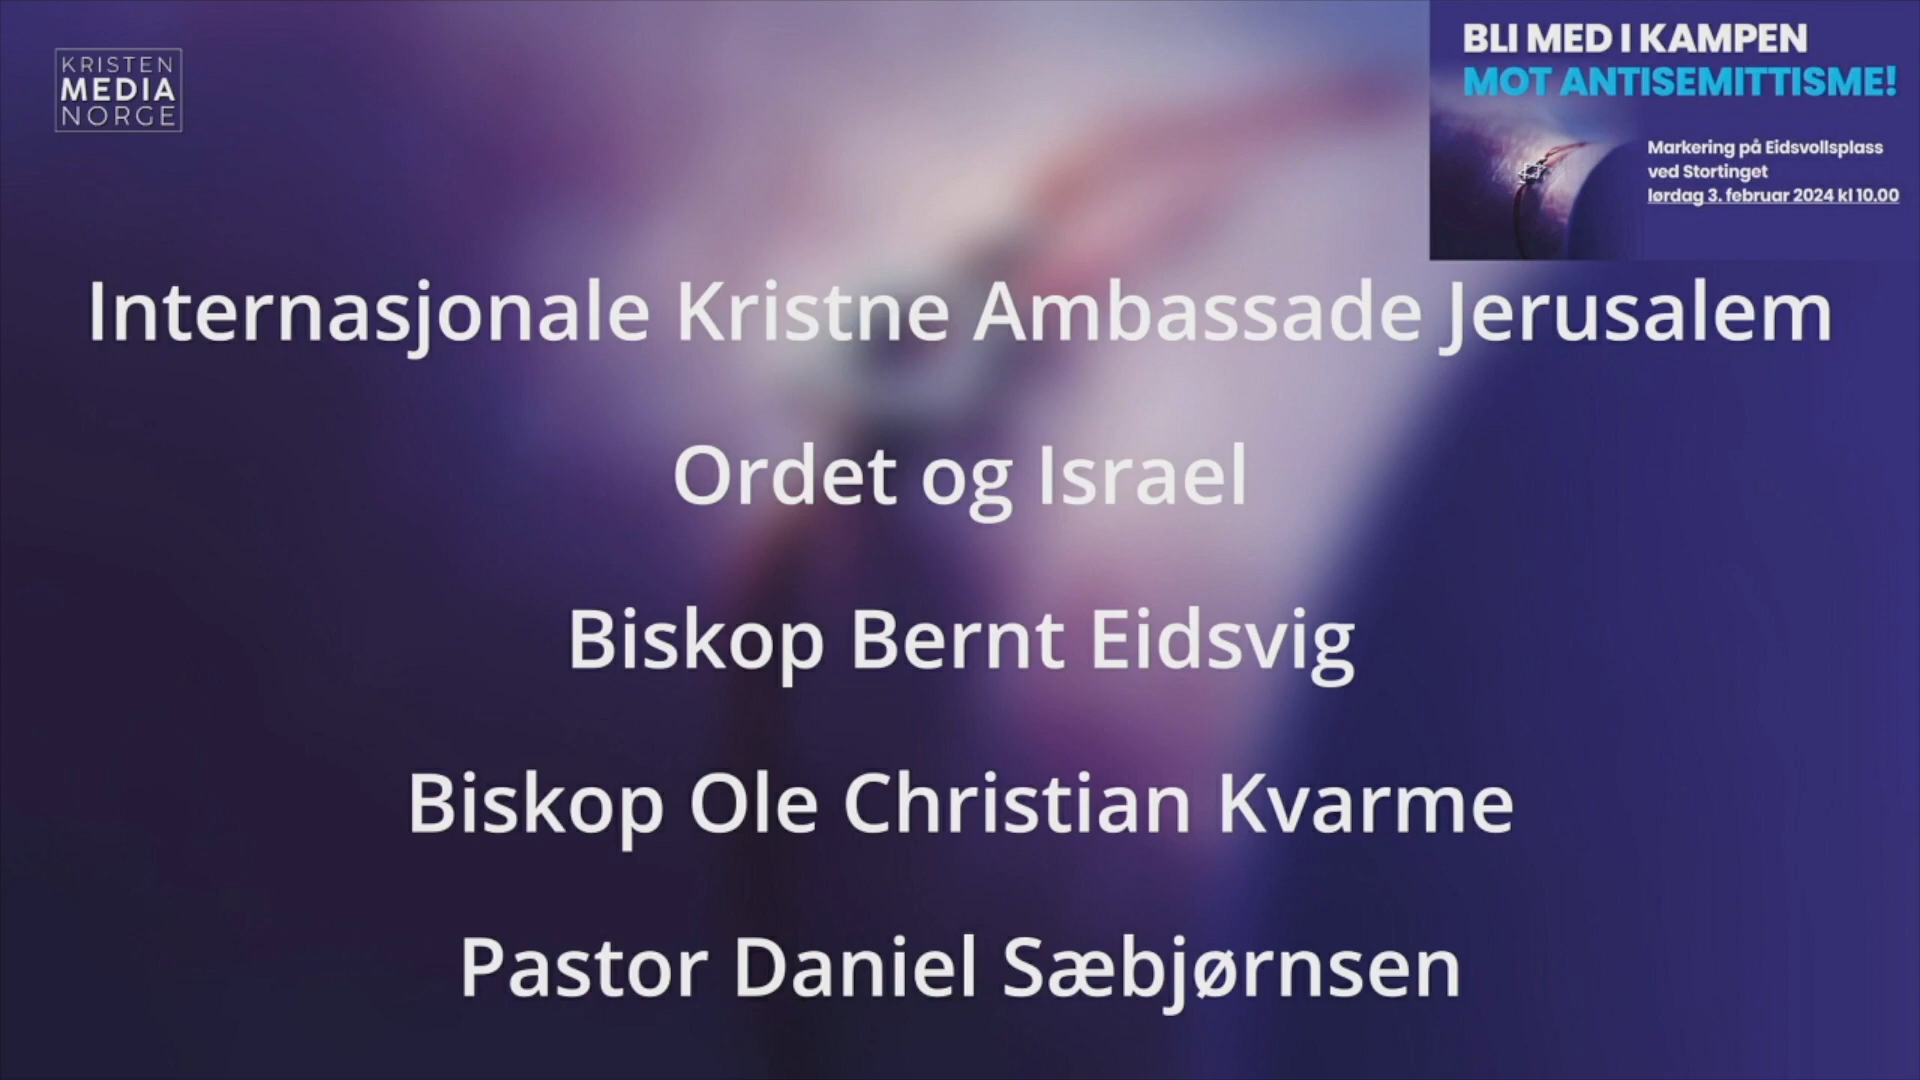 KRISTEN
MEDIA
NORGE
BLI MED I KAMPEN
MOT ANTISEMITTISME!
Markering på Eidsvollsplass
ved Stortinget
lørdag 3. februar 2024 kl 10.00
Internasjonale Kristne Ambassade Jerusalem
Ordet og Israel
Biskop Bernt Eidsvig
Biskop Ole Christian Kvarme
Pastor Daniel Sæbjørnsen